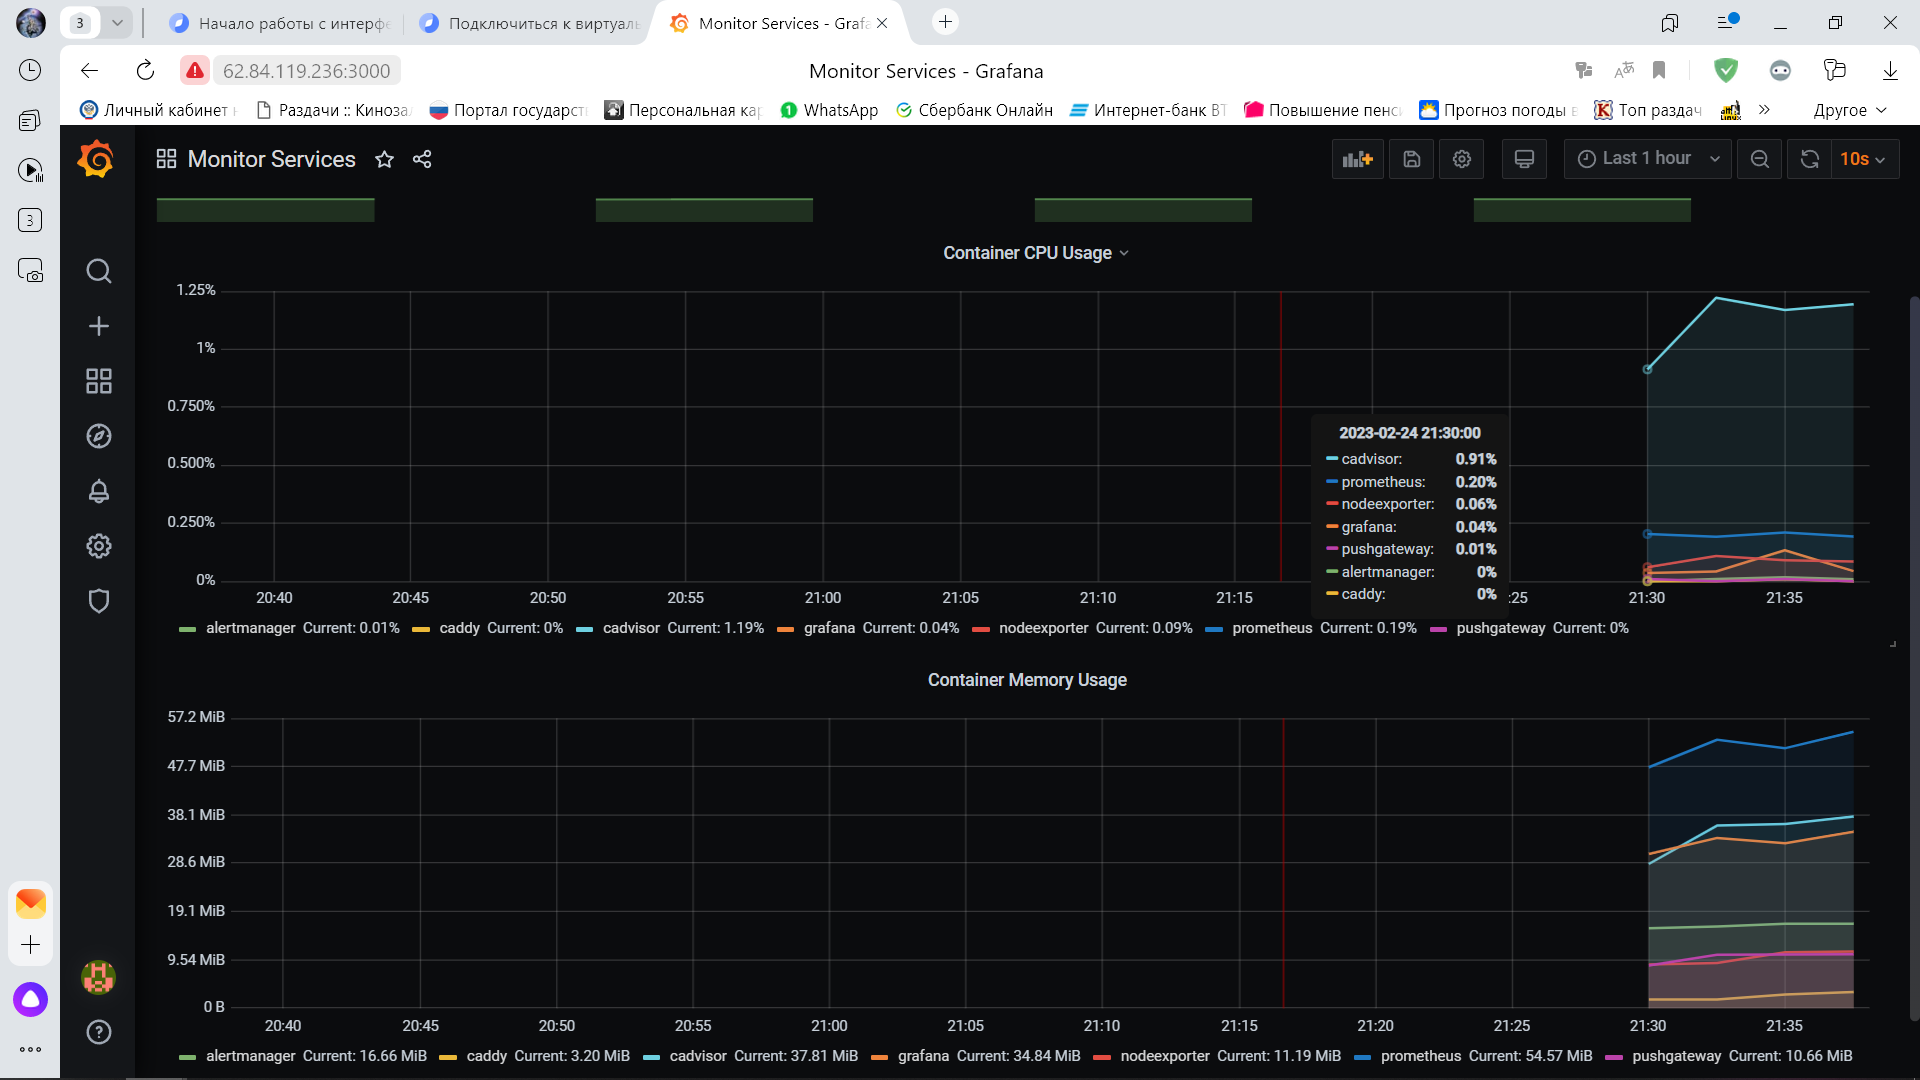 3
Начало работы с интерфе
Подключиться к виртуаль
Monitor Services - Grafa
62.84.119.236:3000
Monitor Services - Grafana
Личный кабинет н
Раздачи :: Кинозал
Портал государст
Персональная кар
1
WhatsApp
Сбербанк Онлайн
Интернет-банк ВТ
Повышение пенси
Прогноз погоды в
Топ раздач
»
Другое
3
Monitor Services
Last 1 hour
10s
Container CPU Usage
1.25%
1%
0.750%
0.500%
0.250%
0%
20:40 20:45 20:50 20:55 21:00 21:05 21:10 21:15 :25 21:30 21:35
2023-02-24 21:30:00
cadvisor: 0.91%
prometheus: 0.20%
nodeexporter: 0.06%
grafana: 0.04%
pushgateway: 0.01%
alertmanager: 0%
caddy: 0%
alertmanager Current: 0.01% caddy Current: 0% cadvisor Current: 1.19% grafana Current: 0.04% nodeexporter Current: 0.09% prometheus Current: 0.19% pushgateway Current: 0%
Container Memory Usage
57.2 MiB
47.7 MiB
38.1 MiB
28.6 MiB
19.1 MiB
9.54 MiB
0 B
20:40 20:45 20:50 20:55 21:00 21:05 21:10 21:15 21:20 21:25 21:30 21:35
alertmanager Current: 16.66 MiB caddy Current: 3.20 MiB cadvisor Current: 37.81 MiB grafana Current: 34.84 MiB nodeexporter Current: 11.19 MiB prometheus Current: 54.57 MiB pushgateway Current: 10.66 MiB